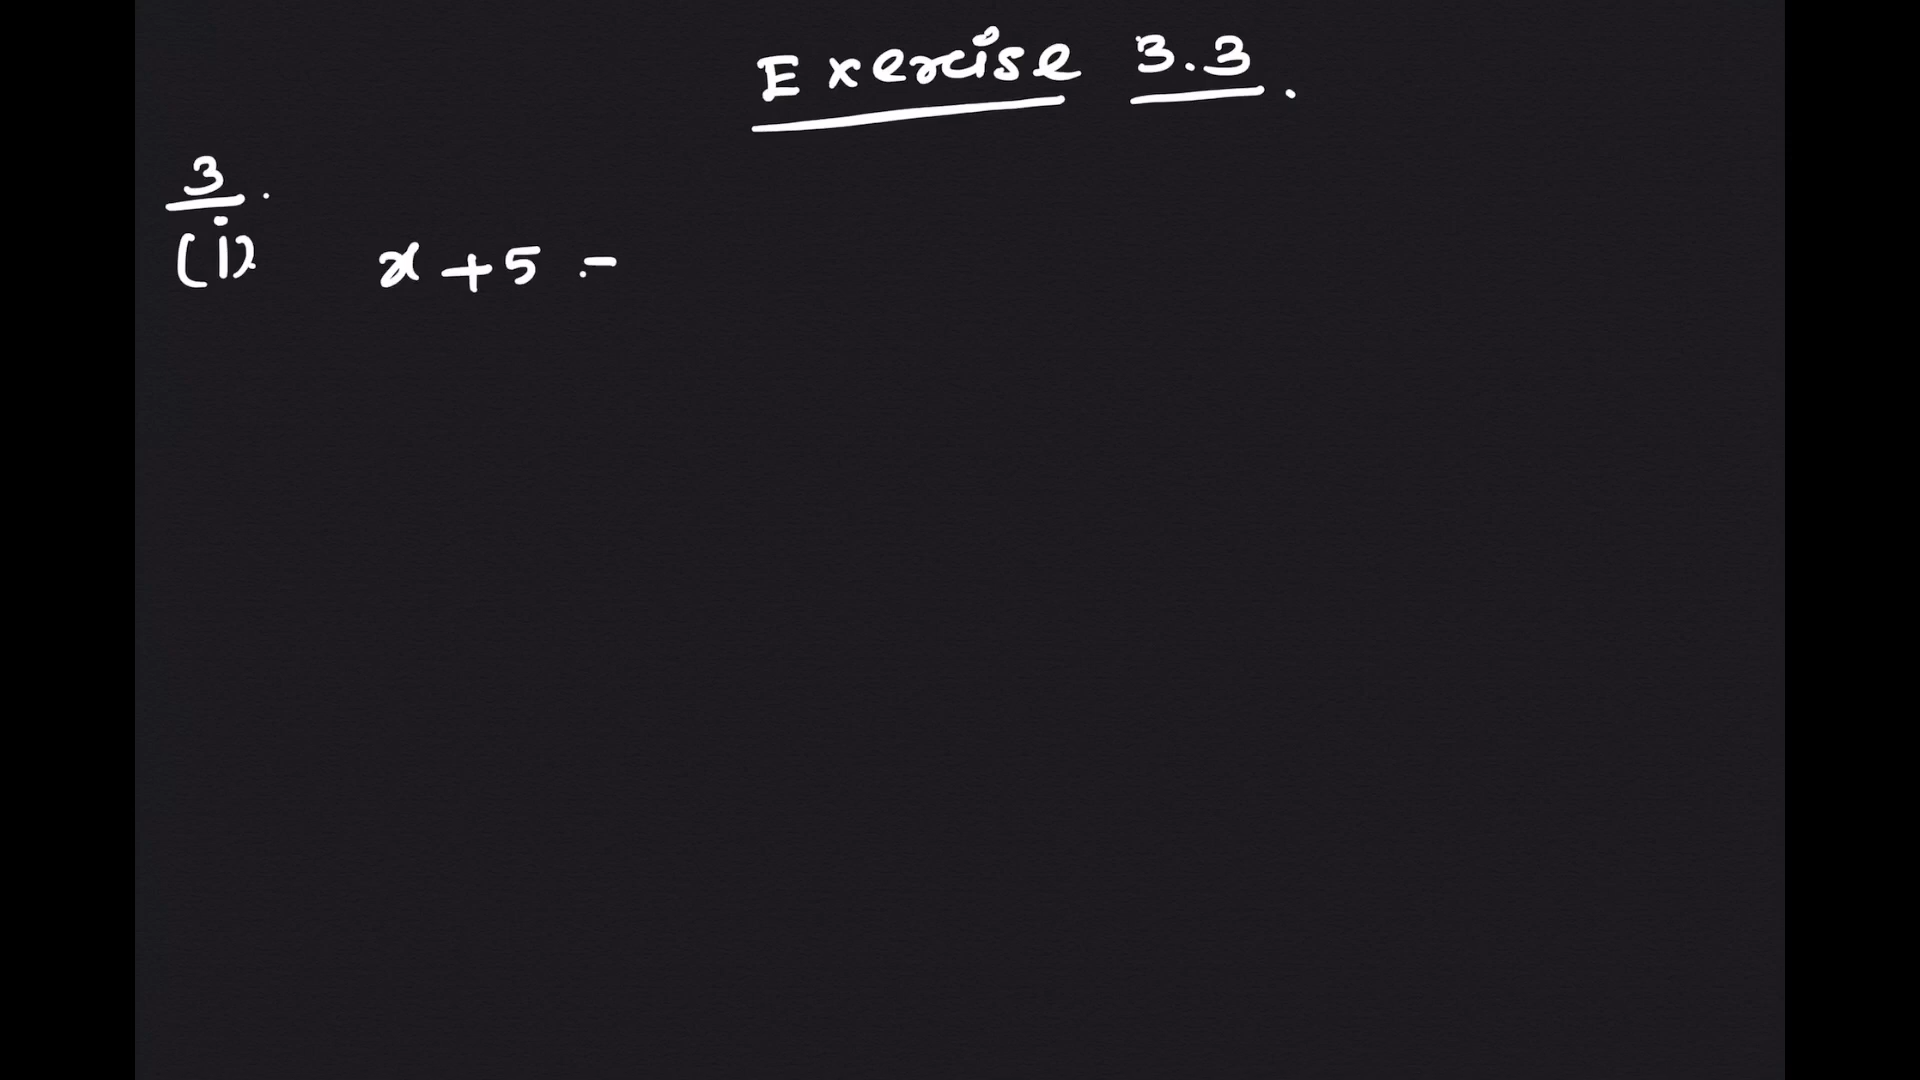 Exercise 3.3.
3.
(i) x + 5 =